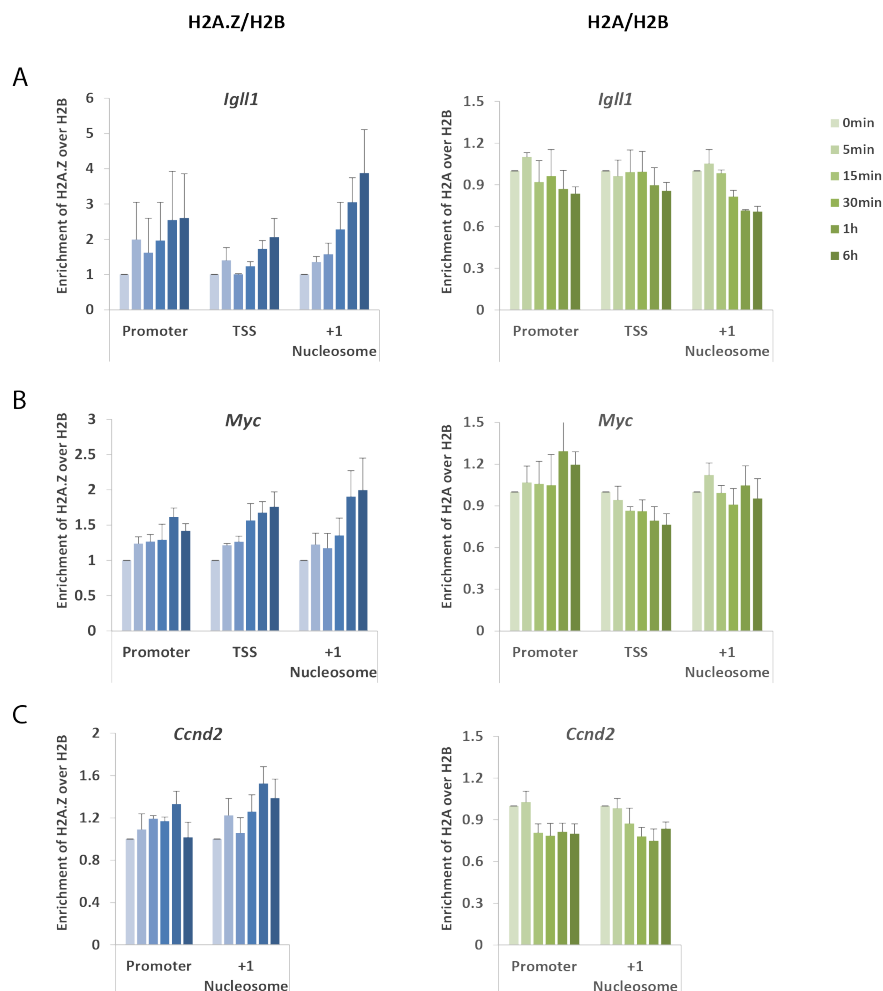 H2A.Z/H2B
H2A/H2B
A
Igll1
Enrichment of H2A.Z over H2B
6
5
4
3
2
1
0
Promoter
TSS
+1
Nucleosome
Igll1
Enrichment of H2A over H2B
1.5
1.2
0.9
0.6
0.3
0
Promoter
TSS
+1
Nucleosome
0min
5min
15min
30min
1h
6h
B
Myc
Enrichment of H2A.Z over H2B
3
2.5
2
1.5
1
0.5
0
Promoter
TSS
+1
Nucleosome
Myc
Enrichment of H2A over H2B
1.5
1.2
0.9
0.6
0.3
0
Promoter
TSS
+1
Nucleosome
C
Ccnd2
Enrichment of H2A.Z over H2B
2
1.6
1.2
0.8
0.4
0
Promoter
+1
Nucleosome
Ccnd2
Enrichment of H2A over H2B
1.5
1.2
0.9
0.6
0.3
0
Promoter
+1
Nucleosome